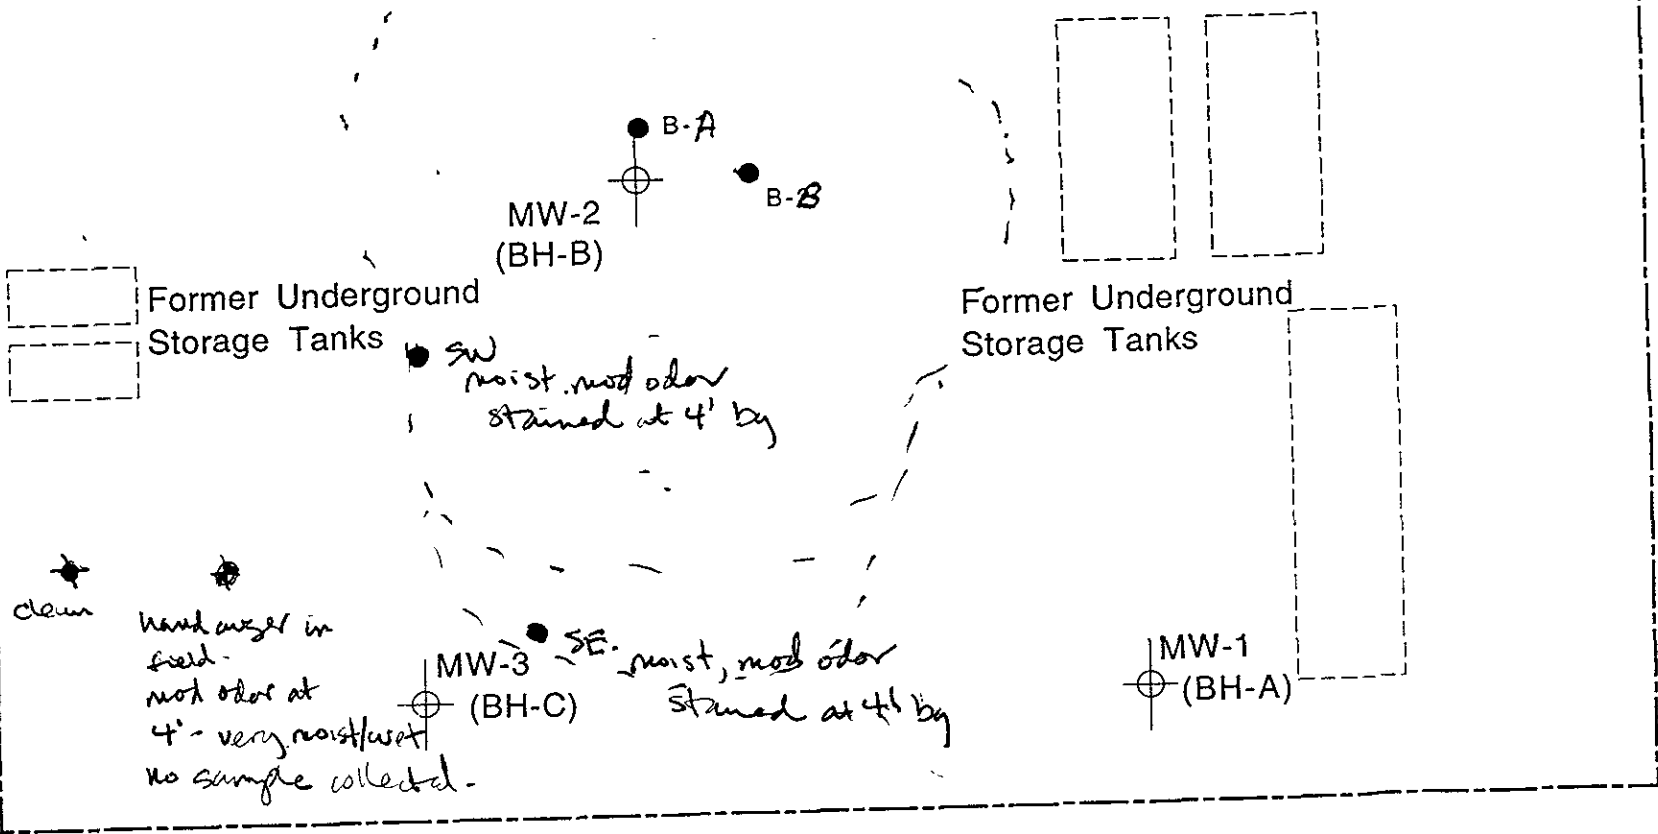 B-A
B-B
MW-2
(BH-B)
Former Underground
Storage Tanks
Former Underground
Storage Tanks
SW
moist. mod odor
stained at 4' bg
clean
hand auger in
field.
mod odor at
4' - very moist/wet
no sample collected.
MW-3
(BH-C)
SE. moist, mod odor
stained at 4' bg
MW-1
(BH-A)